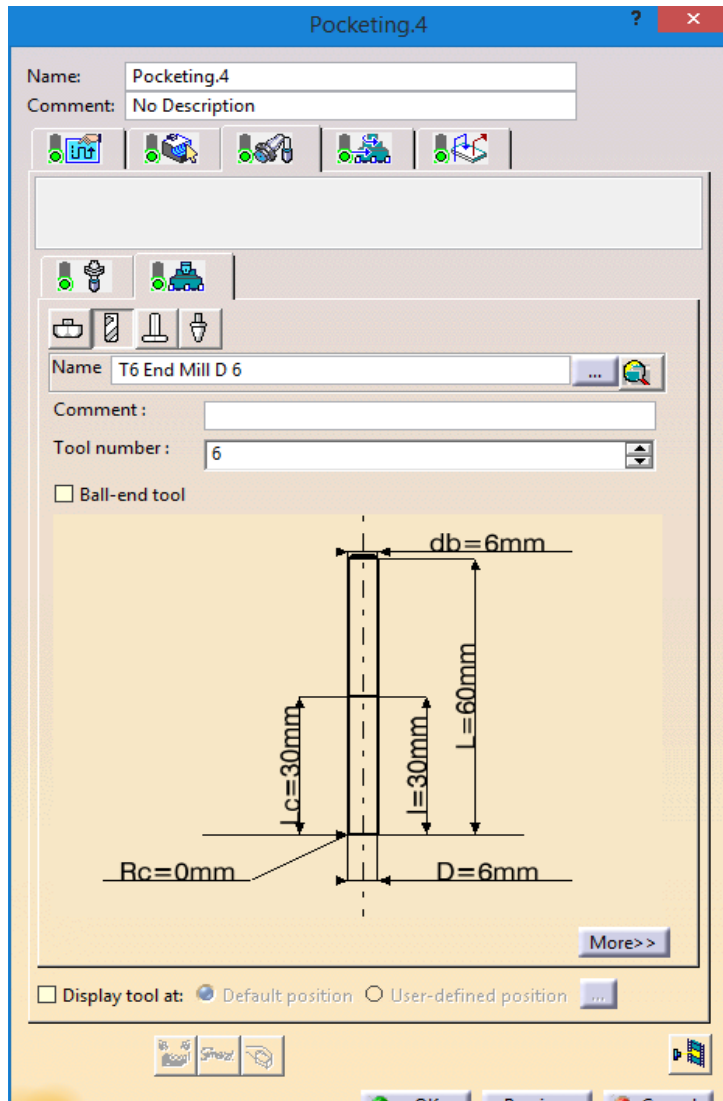 Pocketing.4 ?
Name: Pocketing.4
Comment: No Description
Name T6 End Mill D 6 ...
Comment :
Tool number : 6
Ball-end tool
db=6mm
L=60mm
Lc=30mm
l=30mm
Rc=0mm
D=6mm
More>>
Display tool at: Default position User-defined position ...